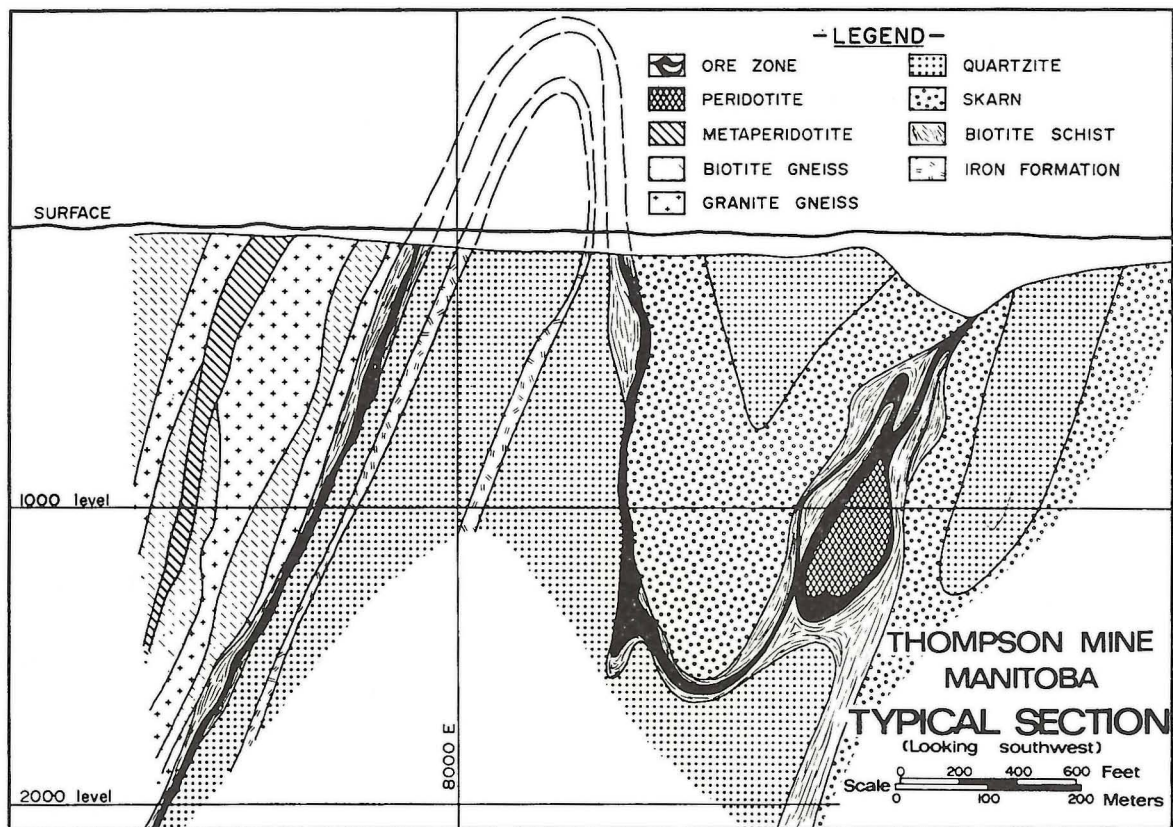 -LEGEND-
ORE ZONE
PERIDOTITE
METAPERIDOTITE
BIOTITE GNEISS
GRANITE GNEISS
QUARTZITE
SKARN
BIOTITE SCHIST
IRON FORMATION
SURFACE
1000 level
2000 level
8000 E
THOMPSON MINE
MANITOBA
TYPICAL SECTION
(Looking southwest)
0 200 400 600 Feet
Scale
0 100 200 Meters